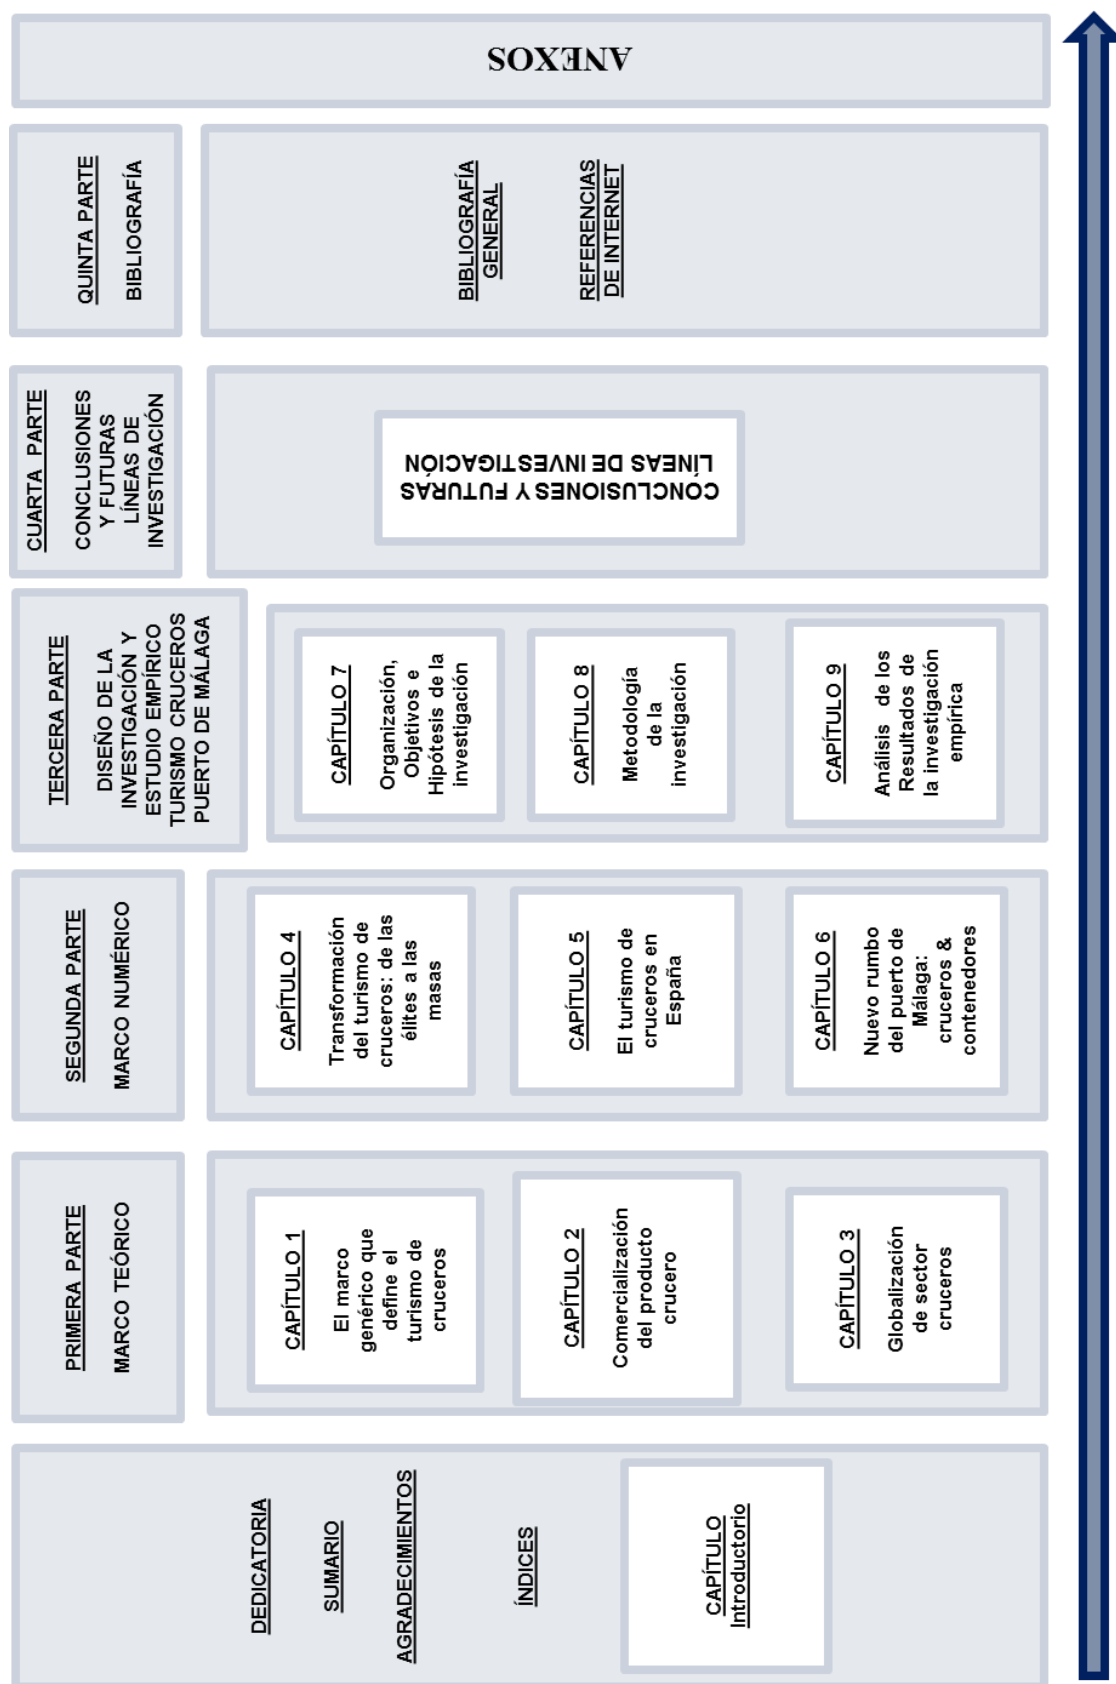 DEDICATORIA
SUMARIO
AGRADECIMIENTOS
ÍNDICES
CAPÍTULO
Introductorio
PRIMERA PARTE
MARCO TEÓRICO
CAPÍTULO 1
El marco
genérico que
define el
turismo de
cruceros
CAPÍTULO 2
Comercialización
del producto
crucero
CAPÍTULO 3
Globalización
de sector
cruceros
SEGUNDA PARTE
MARCO NUMÉRICO
CAPÍTULO 4
Transformación
del turismo de
cruceros: de las
élites a las
masas
CAPÍTULO 5
El turismo de
cruceros en
España
CAPÍTULO 6
Nuevo rumbo
del puerto de
Málaga:
cruceros &
contenedores
TERCERA PARTE
DISEÑO DE LA
INVESTIGACIÓN Y
ESTUDIO EMPÍRICO
TURISMO CRUCEROS
PUERTO DE MÁLAGA
CAPÍTULO 7
Organización,
Objetivos e
Hipótesis de la
investigación
CAPÍTULO 8
Metodología
de la
investigación
CAPÍTULO 9
Análisis de los
Resultados de
la investigación
empírica
CUARTA PARTE
CONCLUSIONES
Y FUTURAS
LÍNEAS DE
INVESTIGACIÓN
CONCLUSIONES Y FUTURAS
LÍNEAS DE INVESTIGACIÓN
QUINTA PARTE
BIBLIOGRAFÍA
BIBLIOGRAFÍA
GENERAL
REFERENCIAS
DE INTERNET
ANEXOS